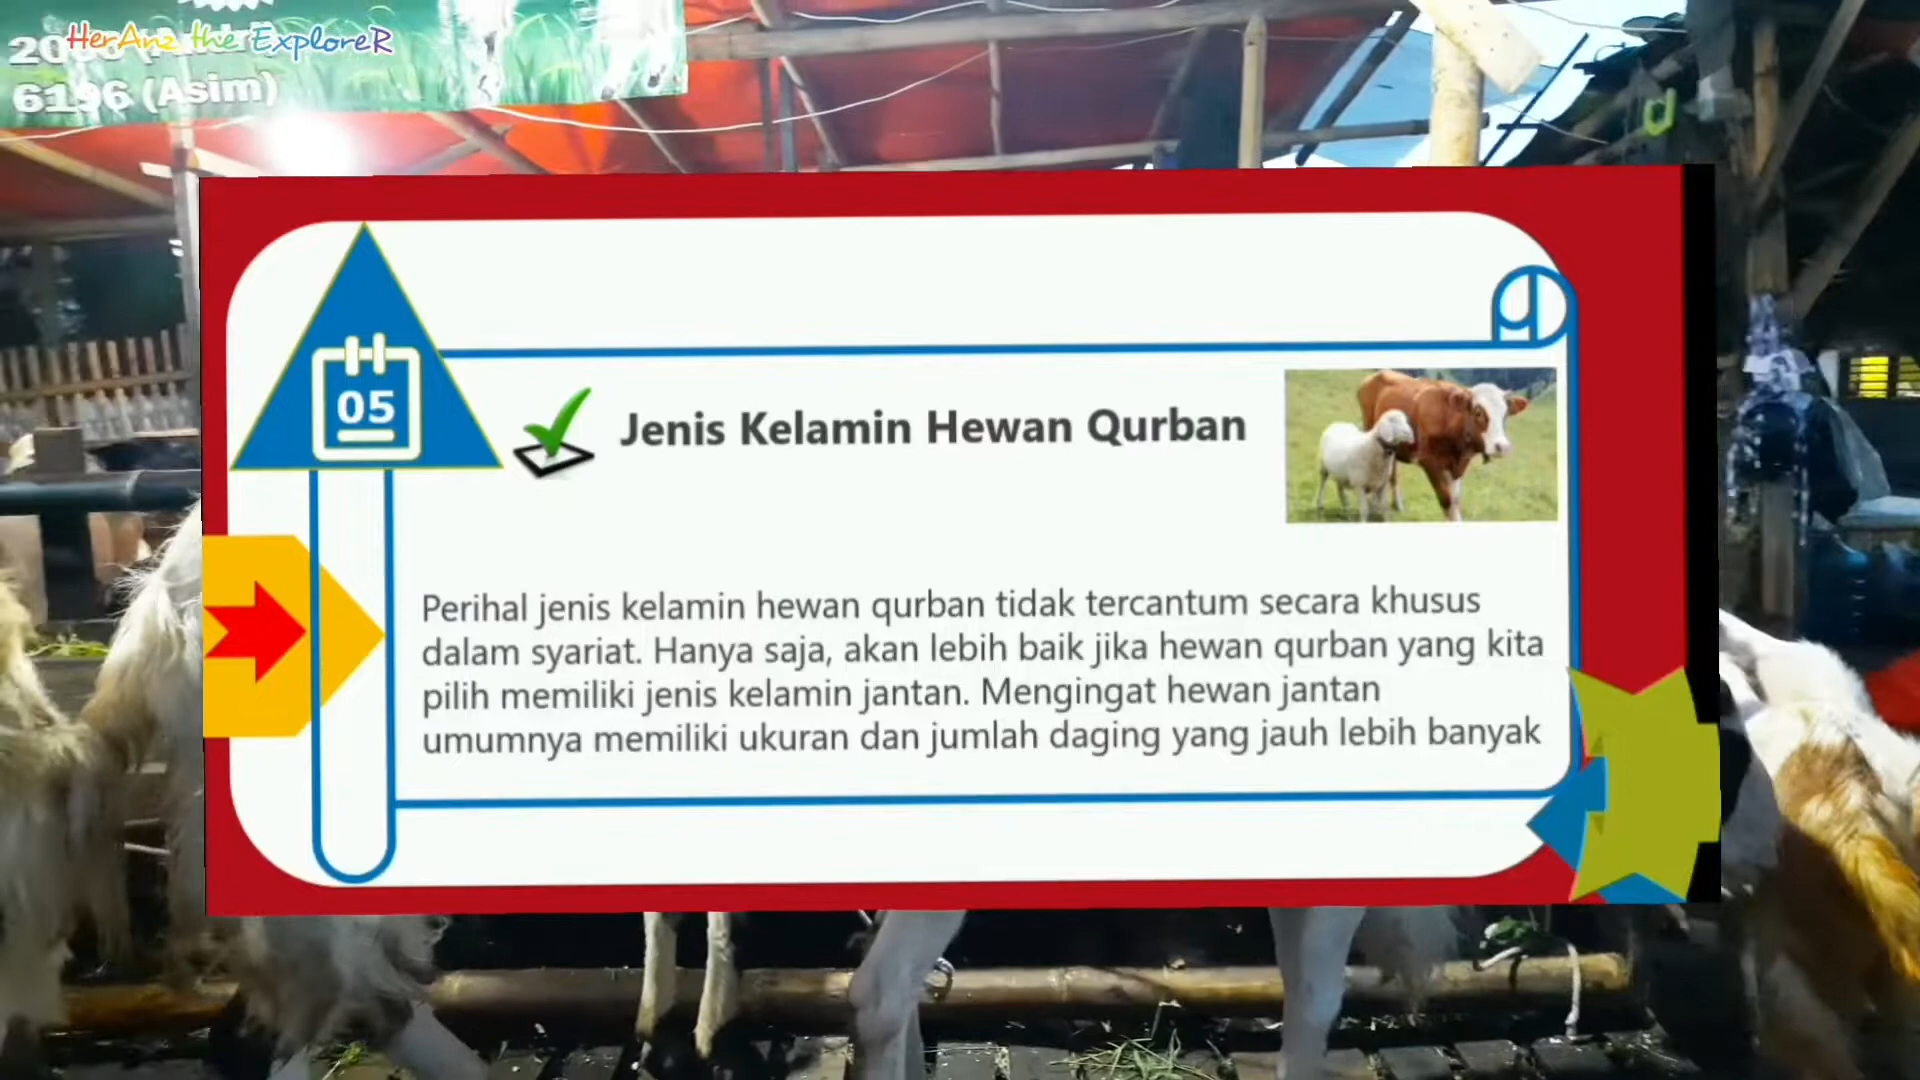 HerAnz the ExploreR
6196 (Asim)
05
Jenis Kelamin Hewan Qurban
Perihal jenis kelamin hewan qurban tidak tercantum secara khusus
dalam syariat. Hanya saja, akan lebih baik jika hewan qurban yang kita
pilih memiliki jenis kelamin jantan. Mengingat hewan jantan
umumnya memiliki ukuran dan jumlah daging yang jauh lebih banyak